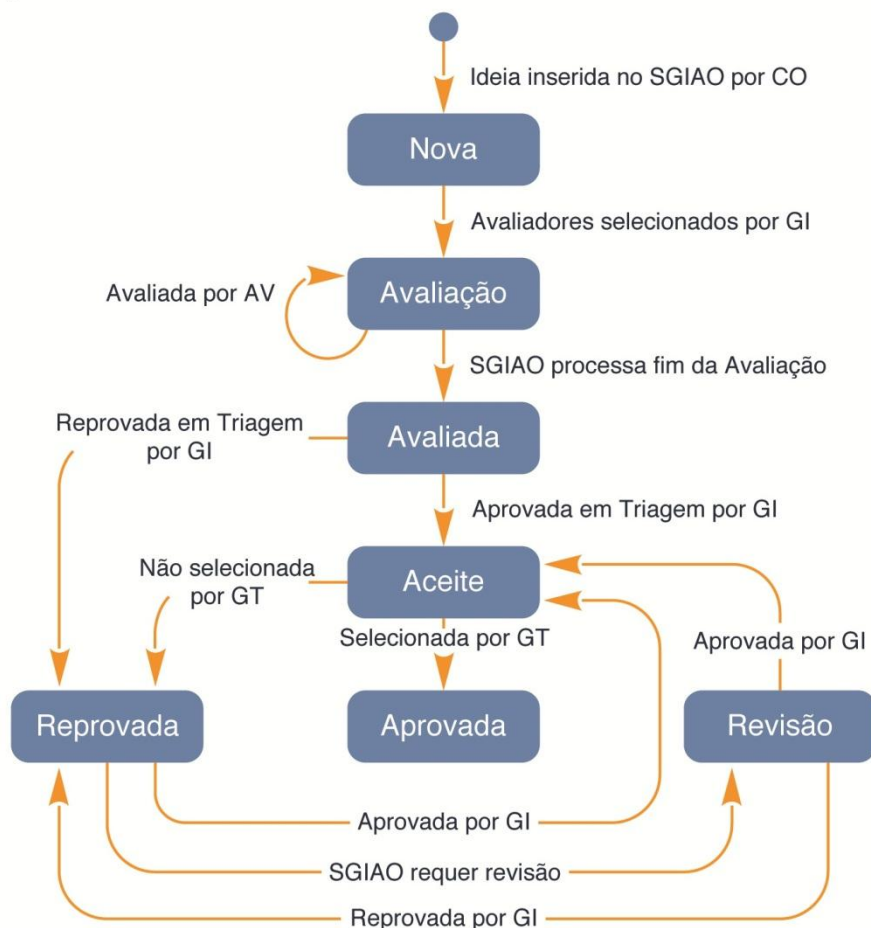 Ideia inserida no SGIAO por CO
Nova
Avaliadores selecionados por GI
Avaliada por AV
Avaliação
SGIAO processa fim da Avaliação
Reprovada em Triagem
por GI
Avaliada
Aprovada em Triagem por GI
Não selecionada
por GT
Aceite
Selecionada por GT
Aprovada por GI
Reprovada
Aprovada
Revisão
Aprovada por GI
SGIAO requer revisão
Reprovada por GI